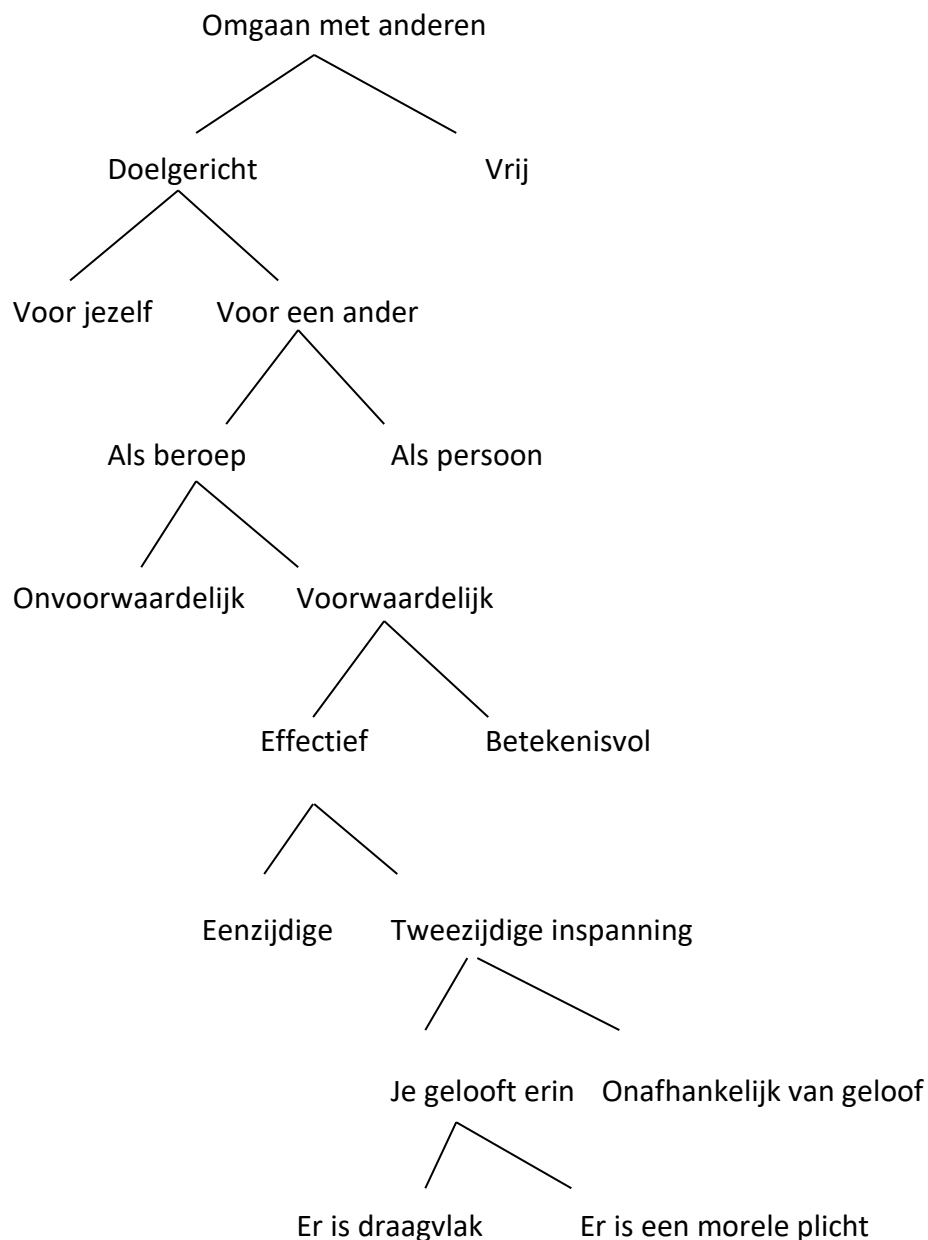 Omgaan met anderen
Doelgericht Vrij
Voor jezelf Voor een ander
Als beroep Als persoon
Onvoorwaardelijk Voorwaardelijk
Effectief Betekenisvol
Eenzijdige Tweezijdige inspanning
Je gelooft erin Onafhankelijk van geloof
Er is draagvlak Er is een morele plicht